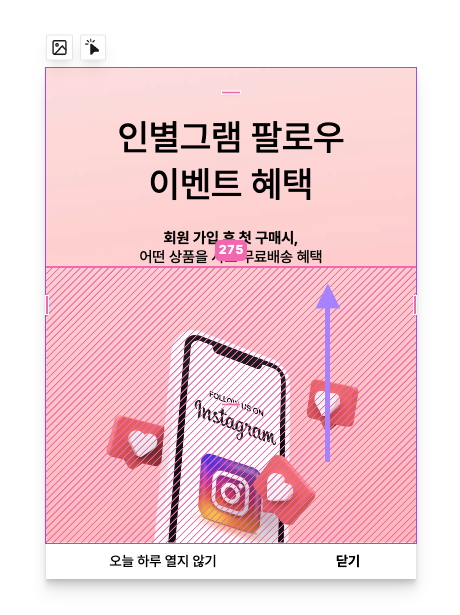 인별그램 팔로우
이벤트 혜택
회원 가입 후 첫 구매시,
어떤 상품을 사도 무료배송 혜택
275
FOLLOW US ON
Instagram
오늘 하루 열지 않기
닫기